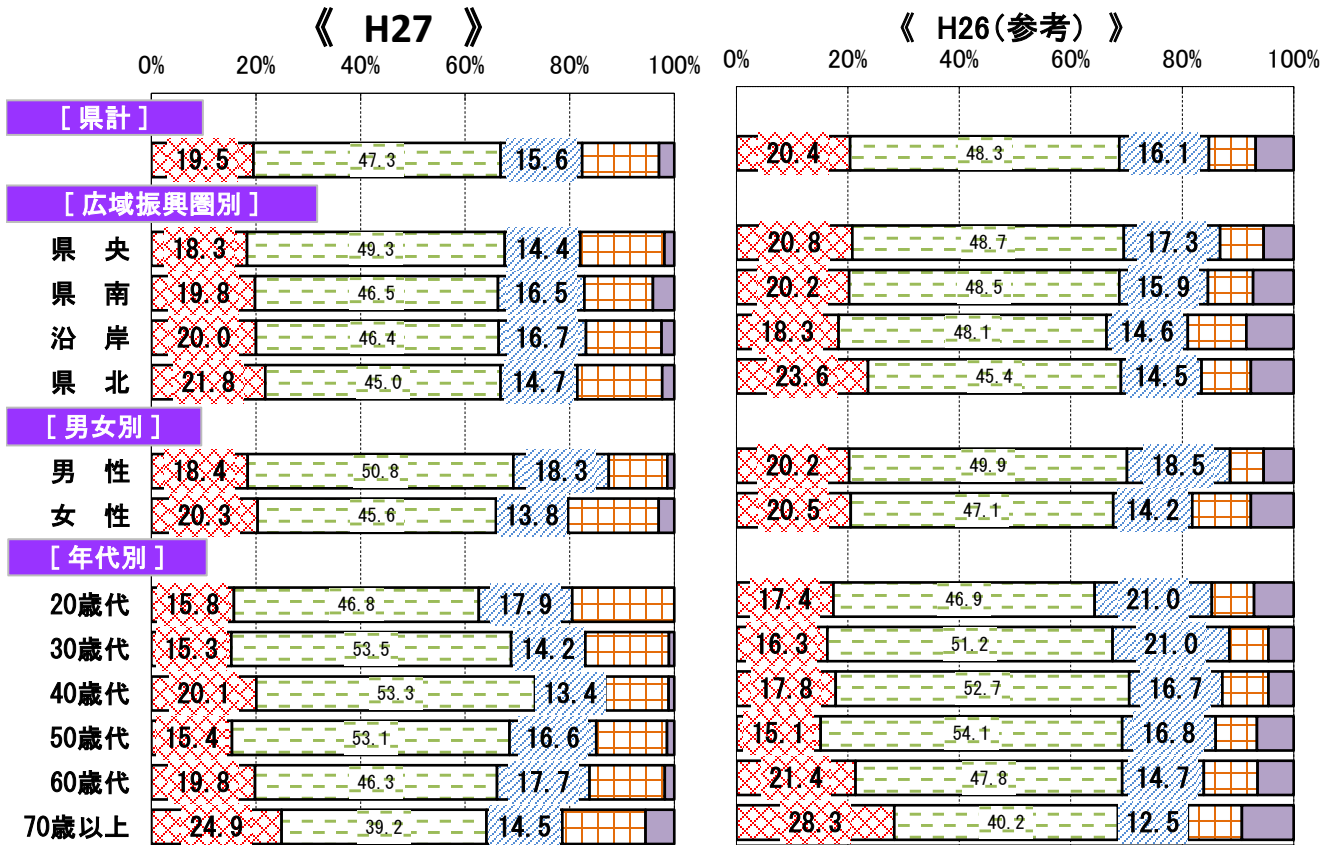 《 H27 》
《 H26(参考) 》
0% 20% 40% 60% 80% 100%
0% 20% 40% 60% 80% 100%
[ 県計 ]
19.5 47.3 15.6
20.4 48.3 16.1
[ 広域振興圏別 ]
県 央 18.3 49.3 14.4
20.8 48.7 17.3
県 南 19.8 46.5 16.5
20.2 48.5 15.9
沿 岸 20.0 46.4 16.7
18.3 48.1 14.6
県 北 21.8 45.0 14.7
23.6 45.4 14.5
[ 男女別 ]
男 性 18.4 50.8 18.3
20.2 49.9 18.5
女 性 20.3 45.6 13.8
20.5 47.1 14.2
[ 年代別 ]
20歳代 15.8 46.8 17.9
17.4 46.9 21.0
30歳代 15.3 53.5 14.2
16.3 51.2 21.0
40歳代 20.1 53.3 13.4
17.8 52.7 16.7
50歳代 15.4 53.1 16.6
15.1 54.1 16.8
60歳代 19.8 46.3 17.7
21.4 47.8 14.7
70歳以上 24.9 39.2 14.5
28.3 40.2 12.5